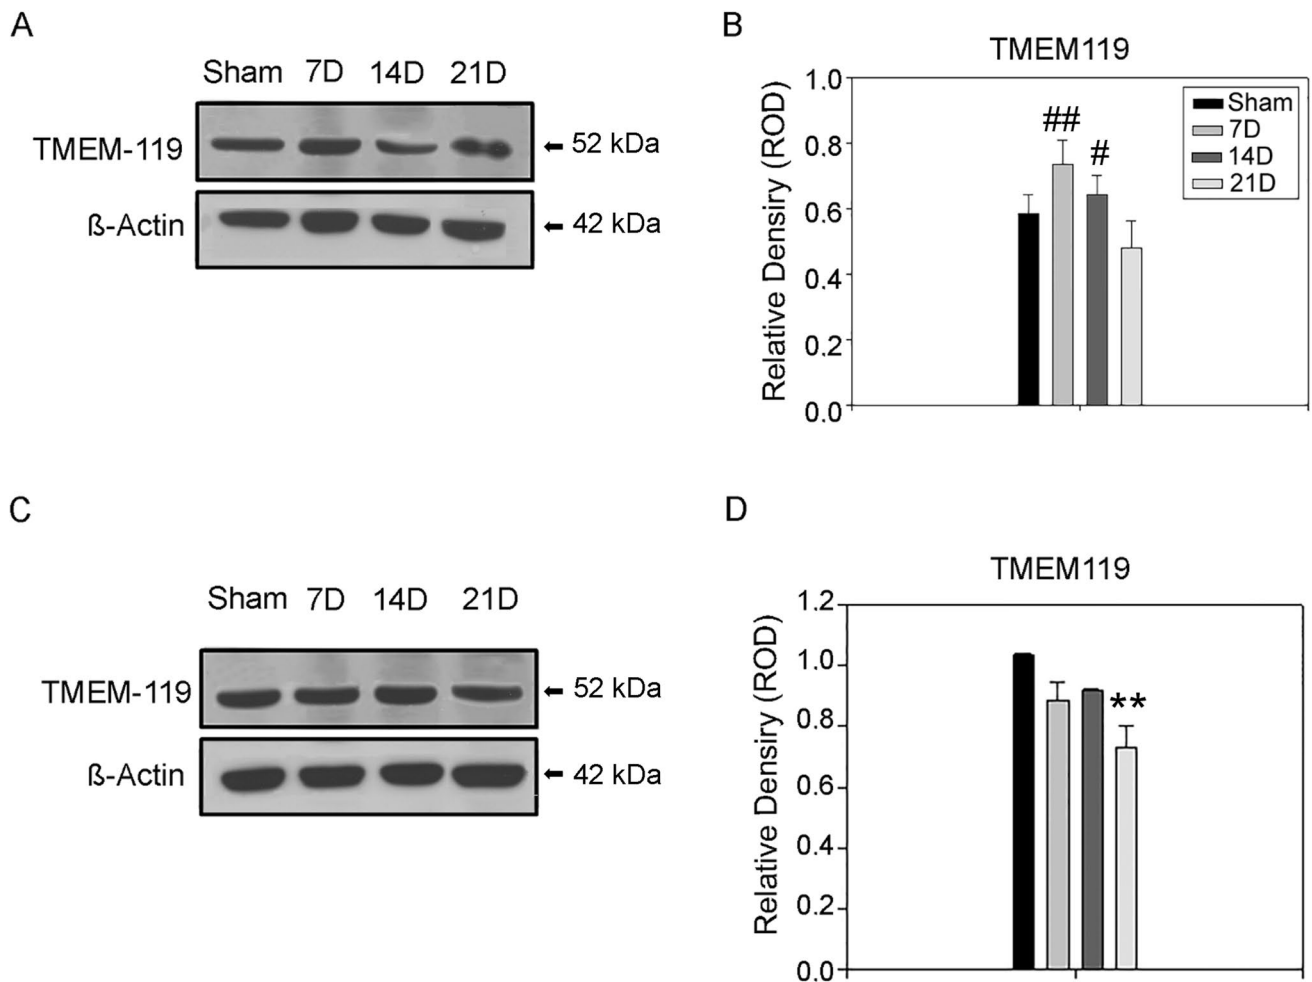 A
Sham 7D 14D 21D
TMEM-119
52 kDa
ß-Actin
42 kDa
B
TMEM119
Relative Densiry (ROD)
1.0
0.8
0.6
0.4
0.2
0.0
##
#
Sham
7D
14D
21D
C
Sham 7D 14D 21D
TMEM-119
52 kDa
ß-Actin
42 kDa
D
TMEM119
Relative Densiry (ROD)
1.2
1.0
0.8
0.6
0.4
0.2
0.0
**